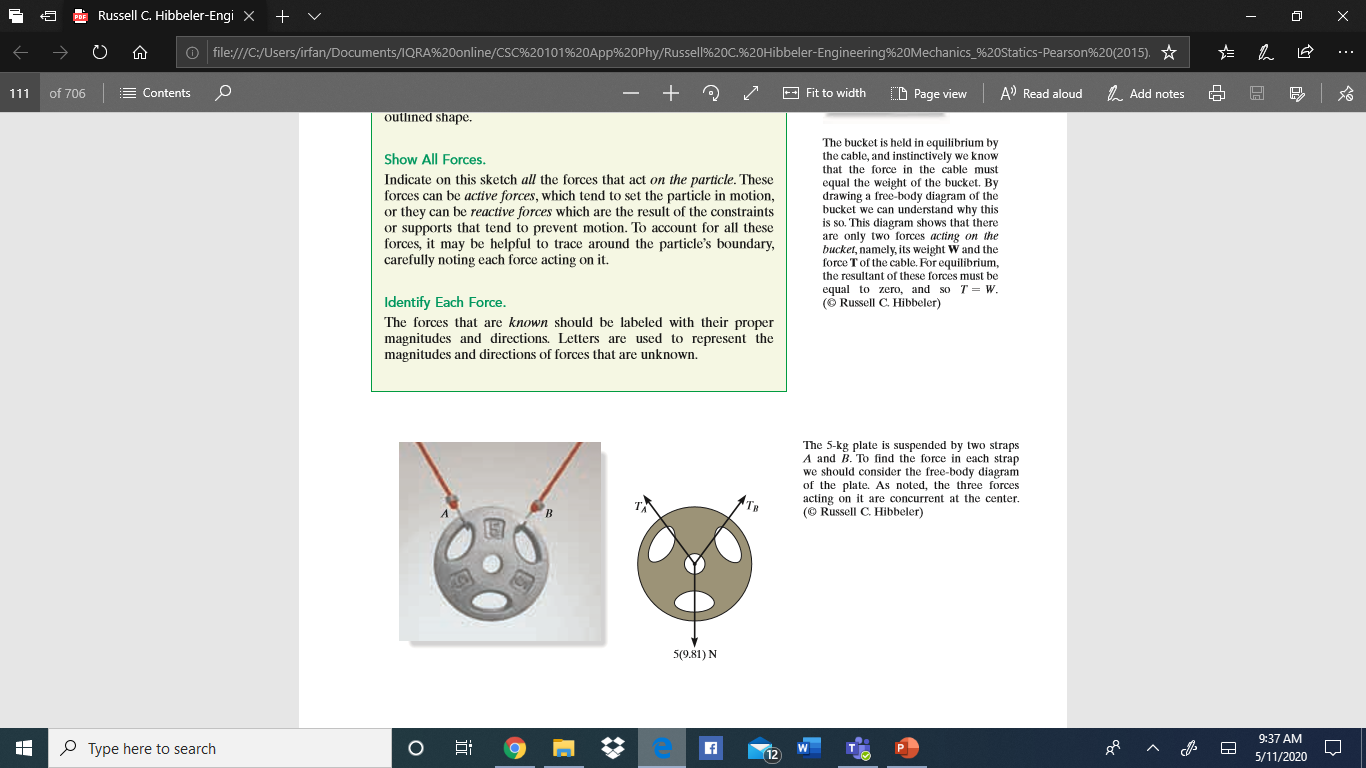 Russell C. Hibbeler-Engi
file:///C:/Users/irfan/Documents/IQRA%20online/CSC%20101%20App%20Phy/Russell%20C.%20Hibbeler-Engineering%20Mechanics_%20Statics-Pearson%20(2015).
111 of 706 Contents Fit to width Page view Read aloud Add notes
outlined shape.
Show All Forces.
Indicate on this sketch all the forces that act on the particle. These
forces can be active forces, which tend to set the particle in motion,
or they can be reactive forces which are the result of the constraints
or supports that tend to prevent motion. To account for all these
forces, it may be helpful to trace around the particle's boundary,
carefully noting each force acting on it.
Identify Each Force.
The forces that are known should be labeled with their proper
magnitudes and directions. Letters are used to represent the
magnitudes and directions of forces that are unknown.
The bucket is held in equilibrium by
the cable, and instinctively we know
that the force in the cable must
equal the weight of the bucket. By
drawing a free-body diagram of the
bucket we can understand why this
is so. This diagram shows that there
are only two forces acting on the
bucket, namely, its weight W and the
force T of the cable. For equilibrium,
the resultant of these forces must be
equal to zero, and so T = W.
(© Russell C. Hibbeler)
A
B
5
5
5
TA
TB
5(9.81) N
The 5-kg plate is suspended by two straps
A and B. To find the force in each strap
we should consider the free-body diagram
of the plate. As noted, the three forces
acting on it are concurrent at the center.
(© Russell C. Hibbeler)
Type here to search
12
9:37 AM
5/11/2020